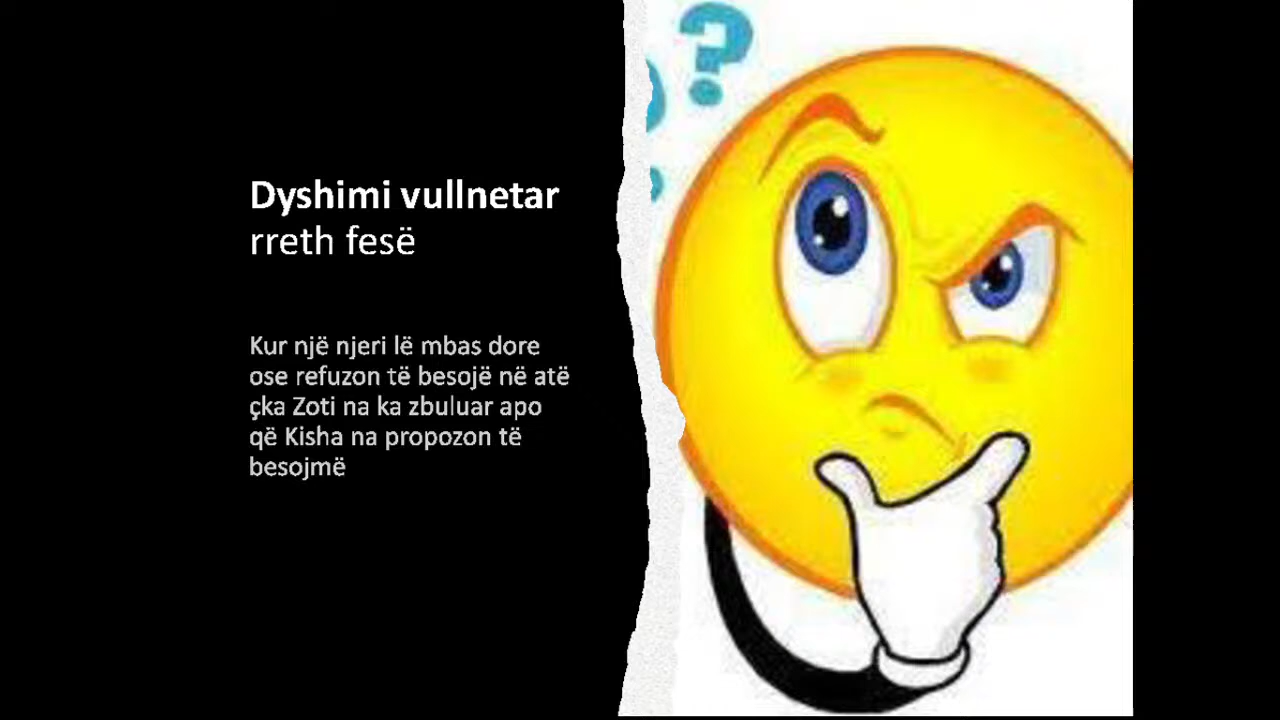 Dyshimi vullnetar
rreth fesë
Kur një njeri lë mbas dore
ose refuzon të besojë në atë
çka Zoti na ka zbuluar apo
që Kisha na propozon të
besojmë
?